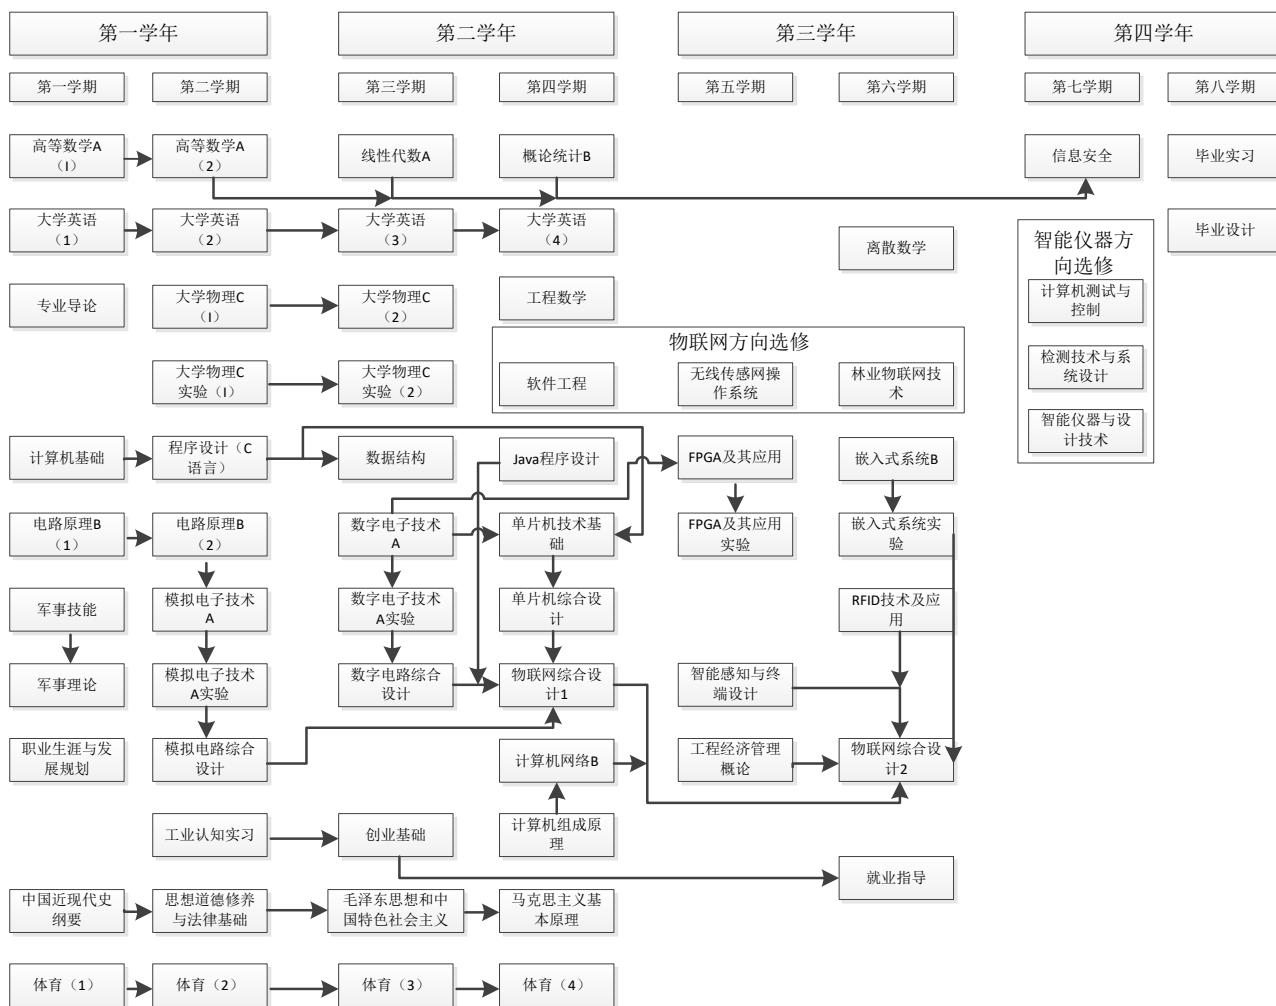 第一学年
第二学年
第三学年
第四学年
第一学期
第二学期
第三学期
第四学期
第五学期
第六学期
第七学期
第八学期
高等数学A
（I）
高等数学A
（2）
线性代数A
概论统计B
信息安全
毕业实习
大学英语
（1）
大学英语
（2）
大学英语
（3）
大学英语
（4）
离散数学
智能仪器方
向选修
毕业设计
专业导论
大学物理C
（I）
大学物理C
（2）
工程数学
计算机测试与
控制
物联网方向选修
大学物理C
实验（I）
大学物理C
实验（2）
软件工程
无线传感网操
作系统
林业物联网技
术
检测技术与系
统设计
智能仪器与设
计技术
计算机基础
程序设计（C
语言）
数据结构
Java程序设计
FPGA及其应用
嵌入式系统B
电路原理B
（1）
电路原理B
（2）
数字电子技术
A
单片机技术基
础
FPGA及其应用
实验
嵌入式系统实
验
军事技能
模拟电子技术
A
数字电子技术
A实验
单片机综合设
计
RFID技术及应
用
军事理论
模拟电子技术
A实验
数字电路综合
设计
物联网综合设
计1
智能感知与终
端设计
职业生涯与发
展规划
模拟电路综合
设计
计算机网络B
工程经济管理
概论
物联网综合设
计2
工业认知实习
创业基础
计算机组成原
理
就业指导
中国近现代史
纲要
思想道德修养
与法律基础
毛泽东思想和中
国特色社会主义
马克思主义基
本原理
体育（1）
体育（2）
体育（3）
体育（4）